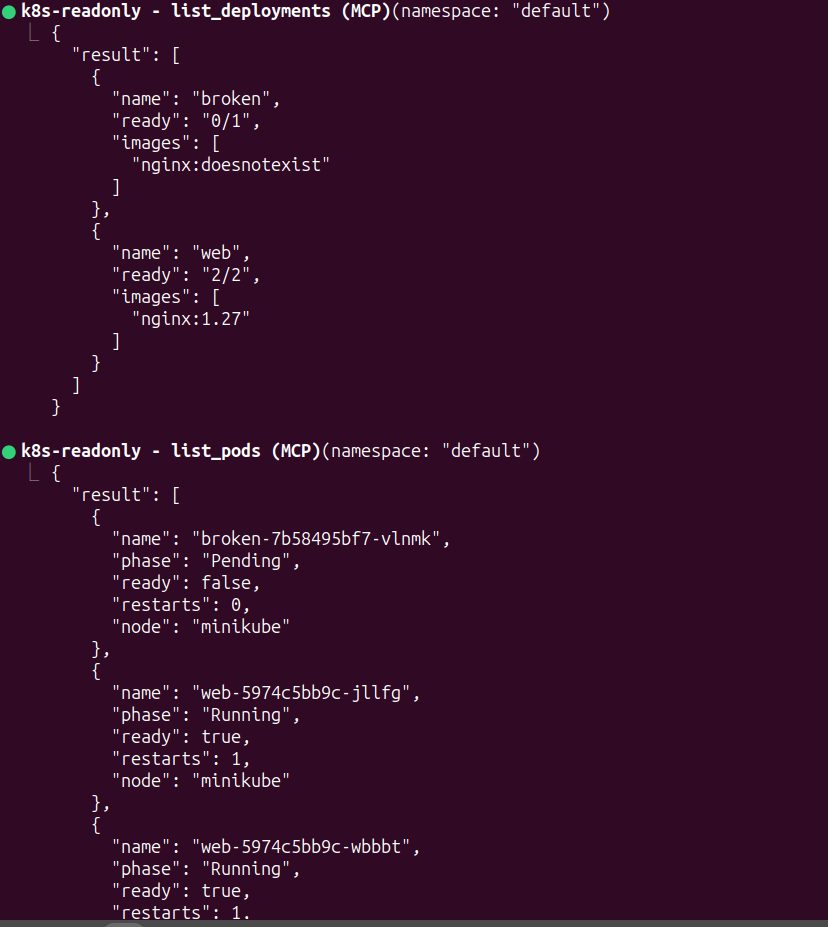 ● k8s-readonly - list_deployments (MCP)(namespace: "default")
  ⎿  {
       "result": [
         {
           "name": "broken",
           "ready": "0/1",
           "images": [
             "nginx:doesnotexist"
           ]
         },
         {
           "name": "web",
           "ready": "2/2",
           "images": [
             "nginx:1.27"
           ]
         }
       ]
     }
● k8s-readonly - list_pods (MCP)(namespace: "default")
  ⎿  {
       "result": [
         {
           "name": "broken-7b58495bf7-vlnmk",
           "phase": "Pending",
           "ready": false,
           "restarts": 0,
           "node": "minikube"
         },
         {
           "name": "web-5974c5bb9c-jllfg",
           "phase": "Running",
           "ready": true,
           "restarts": 1,
           "node": "minikube"
         },
         {
           "name": "web-5974c5bb9c-wbbbt",
           "phase": "Running",
           "ready": true,
           "restarts": 1,